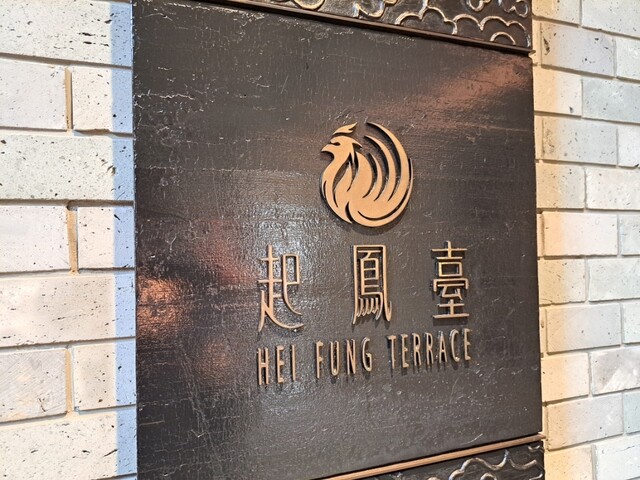 起鳳臺
HEI FUNG TERRACE